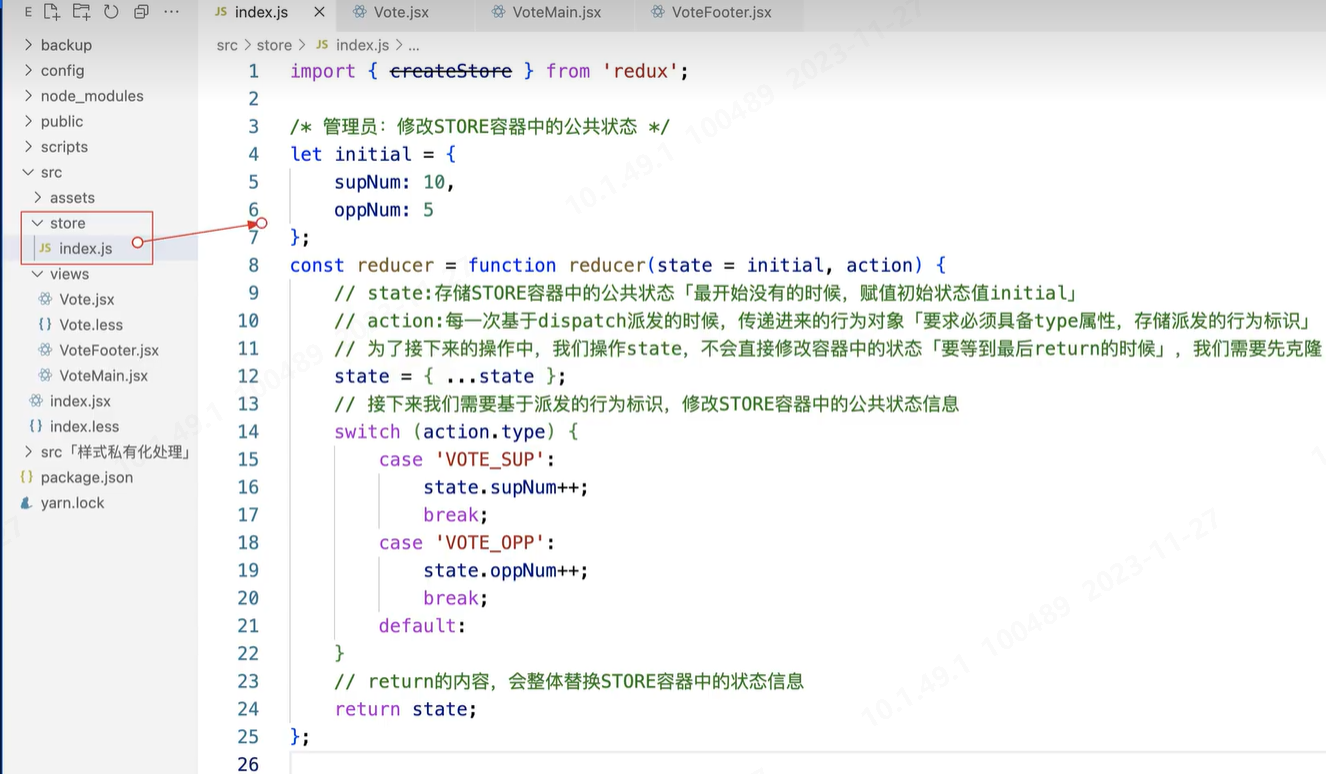 E ···
JS index.js ×
Vote.jsx
VoteMain.jsx
VoteFooter.jsx
backup
config
node_modules
public
scripts
src
assets
store
JS index.js
views
Vote.jsx
{} Vote.less
VoteFooter.jsx
VoteMain.jsx
index.jsx
{} index.less
src「样式私有化处理」
{} package.json
yarn.lock
src > store > JS index.js > ...
1 import { createStore } from 'redux';
2
3 /* 管理员：修改STORE容器中的公共状态 */
4 let initial = {
5 supNum: 10,
6 oppNum: 5
7 };
8 const reducer = function reducer(state = initial, action) {
9 // state:存储STORE容器中的公共状态「最开始没有的时候，赋值初始状态值initial」
10 // action:每一次基于dispatch派发的时候，传递进来的行为对象「要求必须具备type属性，存储派发的行为标识」
11 // 为了接下来的操作中，我们操作state，不会直接修改容器中的状态「要等到最后return的时候」，我们需要先克隆
12 state = { ...state };
13 // 接下来我们需要基于派发的行为标识，修改STORE容器中的公共状态信息
14 switch (action.type) {
15 case 'VOTE_SUP':
16 state.supNum++;
17 break;
18 case 'VOTE_OPP':
19 state.oppNum++;
20 break;
21 default:
22 }
23 // return的内容，会整体替换STORE容器中的状态信息
24 return state;
25 };
26
10.1.49.1 100489 2023-11-27
10.1.49.1 100489
10.1.49.1 100489 2023-11-27